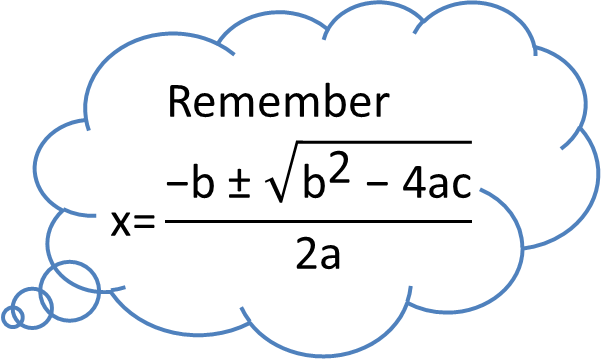 Remember
x= −b ± √b² − 4ac
2a